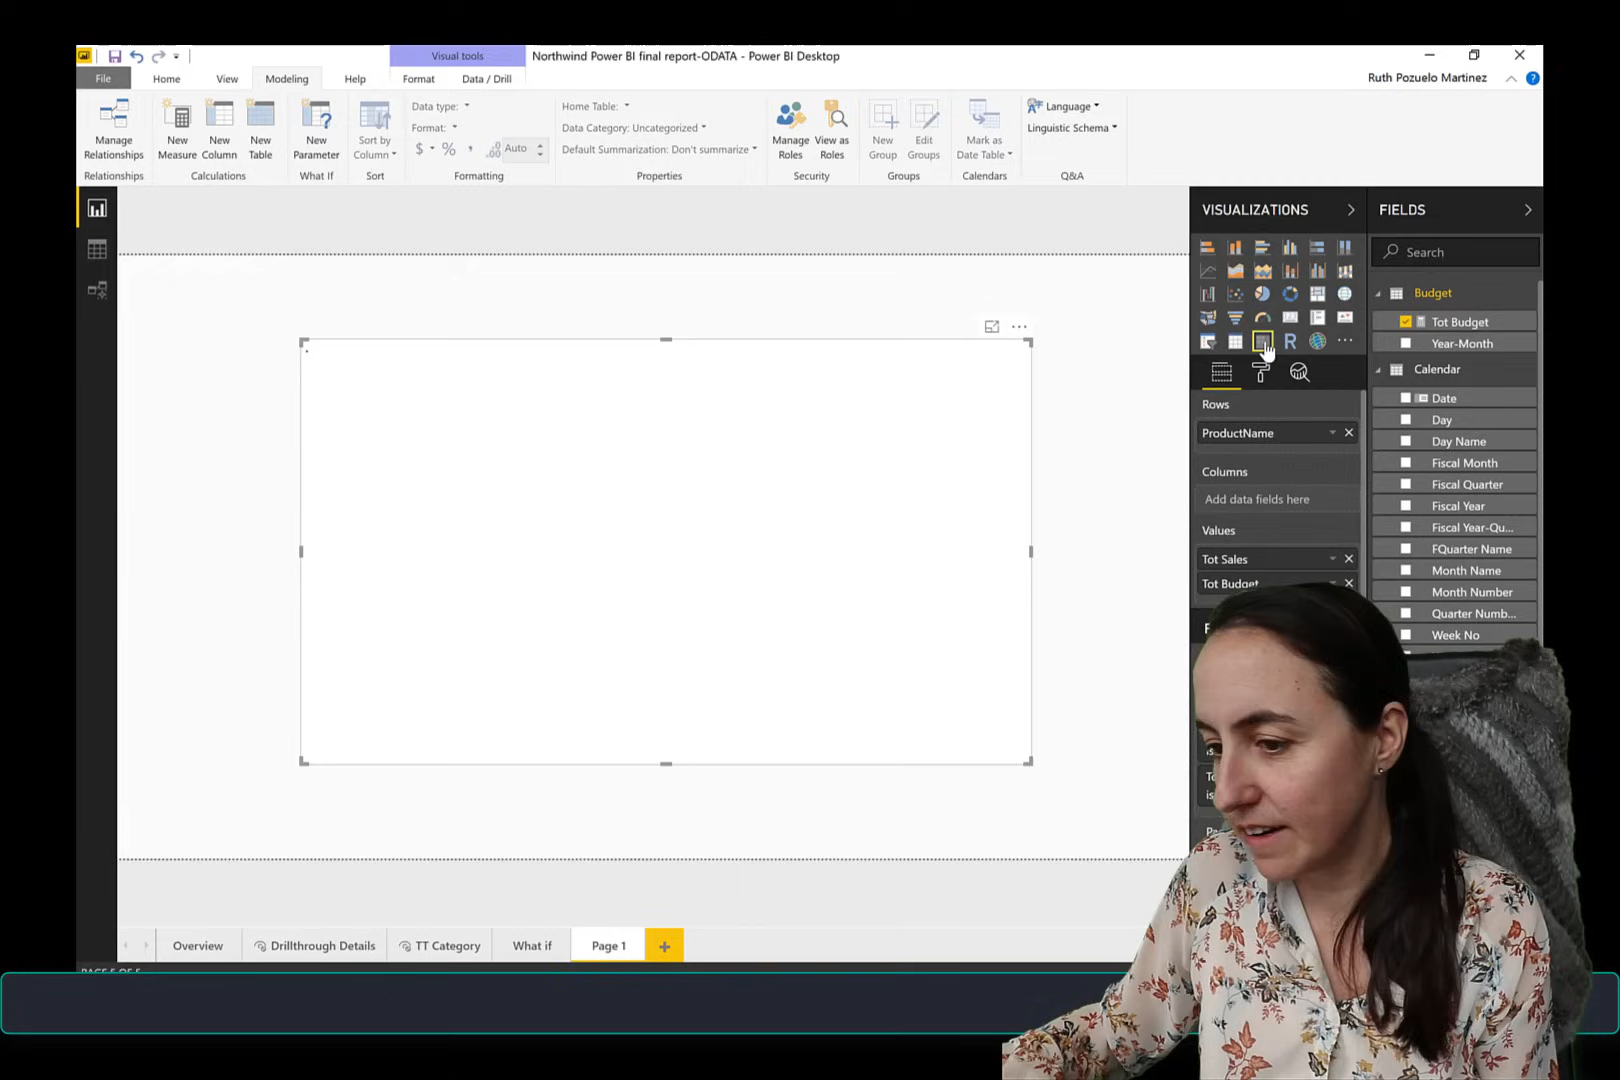 Visual tools
Northwind Power BI final report-ODATA - Power BI Desktop
File Home View Modeling Help Format Data / Drill
Ruth Pozuelo Martinez
Manage Relationships
New Measure
New Column
New Table
New Parameter
Sort by Column
Data type:
Format:
$ % , Auto
Home Table:
Data Category: Uncategorized
Default Summarization: Don't summarize
Manage Roles
View as Roles
New Group
Edit Groups
Mark as Date Table
Language
Linguistic Schema
Relationships Calculations What If Sort Formatting Properties Security Groups Calendars Q&A
VISUALIZATIONS
R
Rows
ProductName
Columns
Add data fields here
Values
Tot Sales
Tot Budget
FIELDS
Search
Budget
Tot Budget
Year-Month
Calendar
Date
Day
Day Name
Fiscal Month
Fiscal Quarter
Fiscal Year
Fiscal Year-Qu...
FQuarter Name
Month Name
Month Number
Quarter Numb...
Week No
Overview Drillthrough Details TT Category What if Page 1
PAGE 5 OF 5